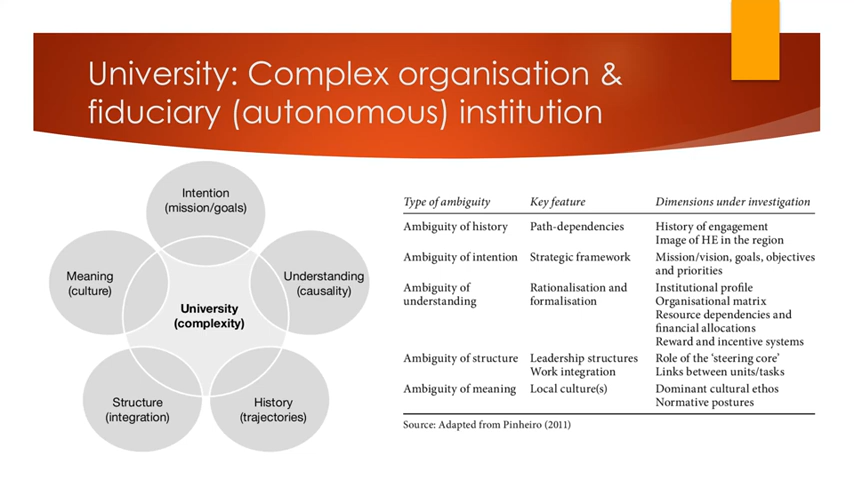 University: Complex organisation &
fiduciary (autonomous) institution
Intention
(mission/goals)
Meaning
(culture)
Understanding
(causality)
University
(complexity)
Structure
(integration)
History
(trajectories)
Type of ambiguity Key feature Dimensions under investigation
Ambiguity of history Path-dependencies History of engagement
Image of HE in the region
Ambiguity of intention Strategic framework Mission/vision, goals, objectives
and priorities
Ambiguity of Rationalisation and Institutional profile
understanding formalisation Organisational matrix
Resource dependencies and
financial allocations
Reward and incentive systems
Ambiguity of structure Leadership structures Role of the ‘steering core’
Work integration Links between units/tasks
Ambiguity of meaning Local culture(s) Dominant cultural ethos
Normative postures
Source: Adapted from Pinheiro (2011)